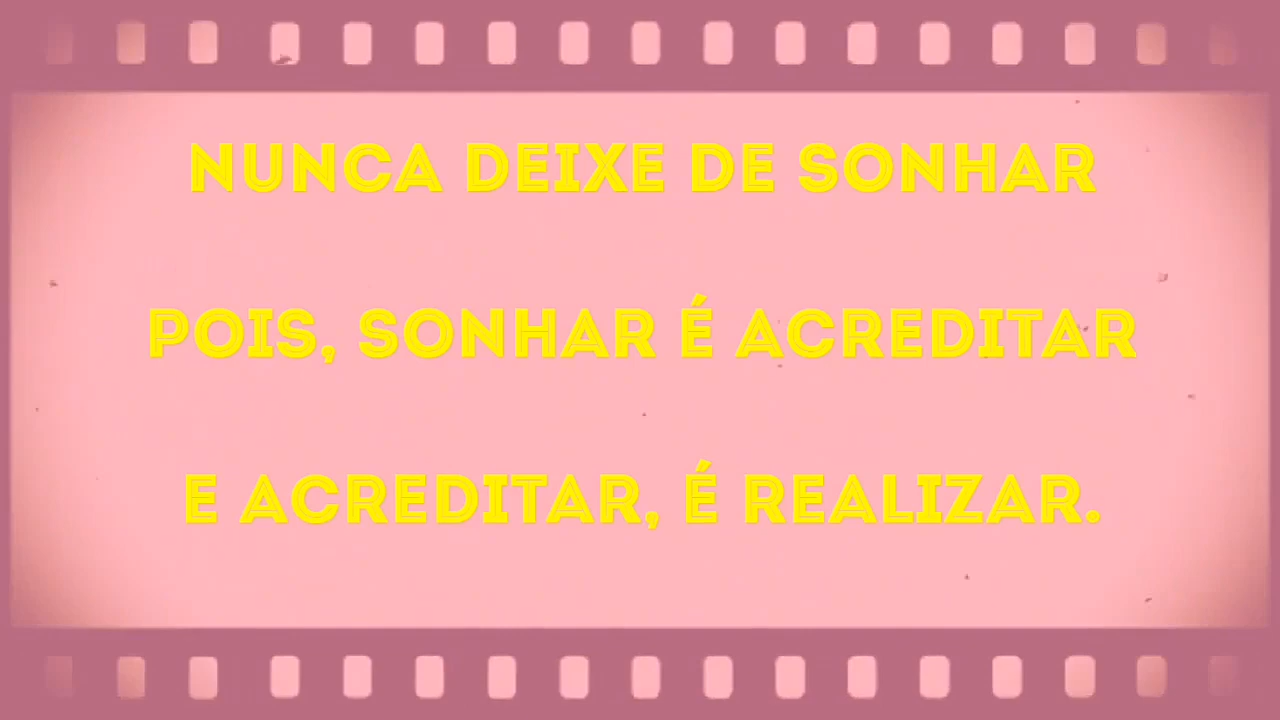 NUNCA DEIXE DE SONHAR
POIS, SONHAR É ACREDITAR
E ACREDITAR, É REALIZAR.